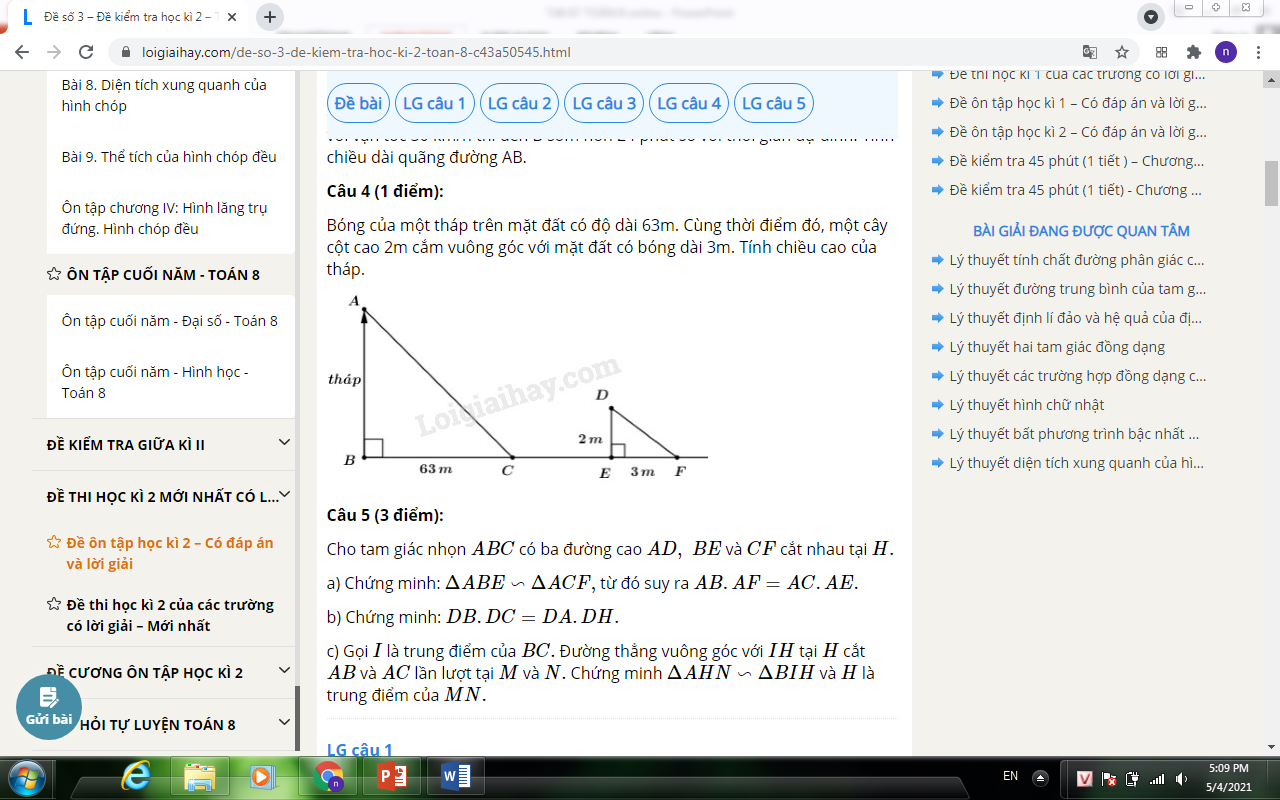 Đề số 3 – Đề kiểm tra học kì 2 –
loigiaihay.com/de-so-3-de-kiem-tra-hoc-ki-2-toan-8-c43a50545.html
n
Bài 8. Diện tích xung quanh của
hình chóp
Bài 9. Thể tích của hình chóp đều
Ôn tập chương IV: Hình lăng trụ
đứng. Hình chóp đều
ÔN TẬP CUỐI NĂM - TOÁN 8
Ôn tập cuối năm - Đại số - Toán 8
Ôn tập cuối năm - Hình học -
Toán 8
ĐỀ KIỂM TRA GIỮA KÌ II
ĐỀ THI HỌC KÌ 2 MỚI NHẤT CÓ L...
Đề ôn tập học kì 2 – Có đáp án
và lời giải
Đề thi học kì 2 của các trường
có lời giải – Mới nhất
ĐỀ CƯƠNG ÔN TẬP HỌC KÌ 2
HỎI TỰ LUYỆN TOÁN 8
Gửi bài
Đề bài
LG câu 1
LG câu 2
LG câu 3
LG câu 4
LG câu 5
chiều dài quãng đường AB.
Câu 4 (1 điểm):
Bóng của một tháp trên mặt đất có độ dài 63m. Cùng thời điểm đó, một cây
cột cao 2m cắm vuông góc với mặt đất có bóng dài 3m. Tính chiều cao của
tháp.
A
tháp
Loigiaihay.com
D
2 m
B
63 m
C
E
3 m
F
Câu 5 (3 điểm):
Cho tam giác nhọn ABC có ba đường cao AD, BE và CF cắt nhau tại H.
a) Chứng minh: ΔABE ∽ ΔACF, từ đó suy ra AB. AF = AC. AE.
b) Chứng minh: DB. DC = DA. DH.
c) Gọi I là trung điểm của BC. Đường thẳng vuông góc với IH tại H cắt
AB và AC lần lượt tại M và N. Chứng minh ΔAHN ∽ ΔBIH và H là
trung điểm của MN.
LG câu 1
Đề thi học kì 1 của các trường có lời gi...
Đề ôn tập học kì 1 – Có đáp án và lời g...
Đề ôn tập học kì 2 – Có đáp án và lời g...
Đề kiểm tra 45 phút (1 tiết ) – Chương...
Đề kiểm tra 45 phút (1 tiết) - Chương ...
BÀI GIẢI ĐANG ĐƯỢC QUAN TÂM
Lý thuyết tính chất đường phân giác c...
Lý thuyết đường trung bình của tam g...
Lý thuyết định lí đảo và hệ quả của đị...
Lý thuyết hai tam giác đồng dạng
Lý thuyết các trường hợp đồng dạng c...
Lý thuyết hình chữ nhật
Lý thuyết bất phương trình bậc nhất ...
Lý thuyết diện tích xung quanh của hì...
EN
5:09 PM
5/4/2021